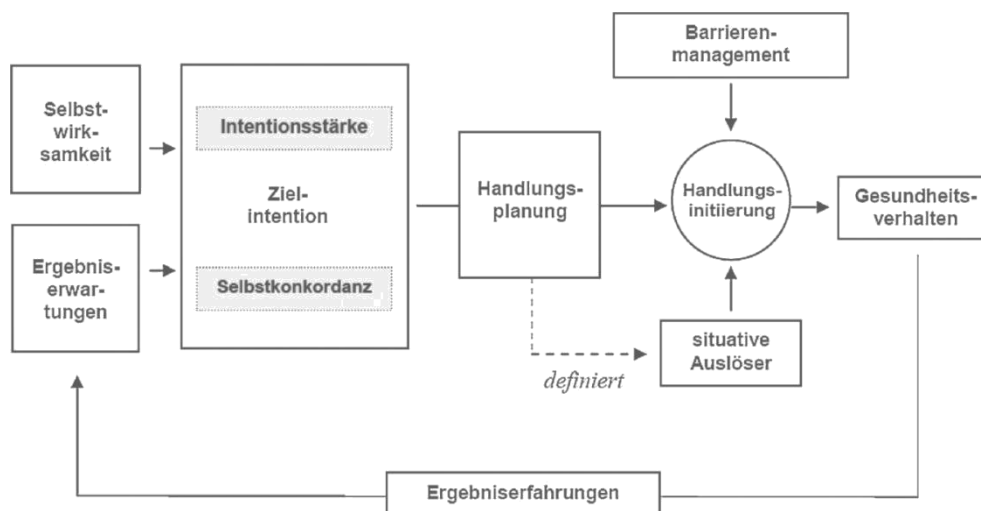 Barrieren-
management
Selbst-
wirk-
samkeit
Intentionsstärke
Ziel-
intention
Selbstkonkordanz
Ergebnis-
erwar-
tungen
Handlungs-
planung
Handlungs-
initiierung
Gesundheits-
verhalten
situative
Auslöser
definiert
Ergebniserfahrungen